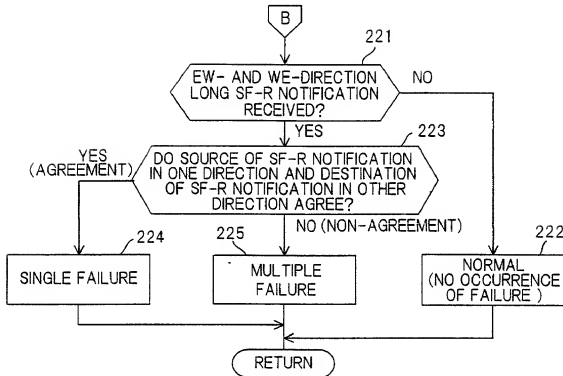 B
221
EW- AND WE-DIRECTION
LONG SF-R NOTIFICATION
RECEIVED?
NO
YES
223
YES
(AGREEMENT)
DO SOURCE OF SF-R NOTIFICATION
IN ONE DIRECTION AND DESTINATION
OF SF-R NOTIFICATION IN OTHER
DIRECTION AGREE?
NO (NON-AGREEMENT)
224
SINGLE FAILURE
225
MULTIPLE
FAILURE
222
NORMAL
(NO OCCURRENCE
OF FAILURE )
RETURN